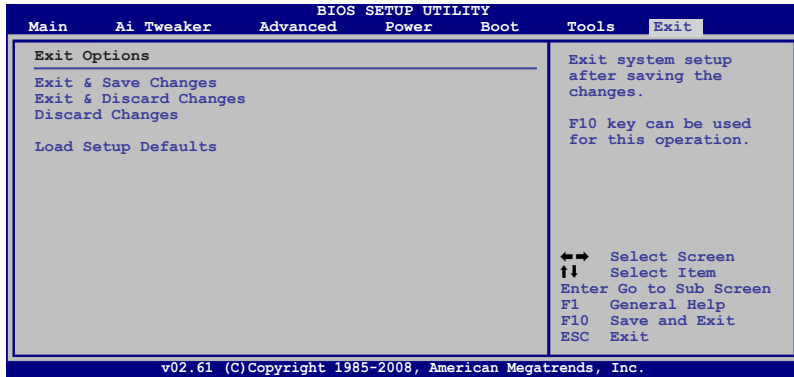 BIOS SETUP UTILITY
Main Ai Tweaker Advanced Power Boot Tools Exit
Exit Options
Exit & Save Changes
Exit & Discard Changes
Discard Changes
Load Setup Defaults
Exit system setup
after saving the
changes.
F10 key can be used
for this operation.
←→ Select Screen
↑↓ Select Item
Enter Go to Sub Screen
F1 General Help
F10 Save and Exit
ESC Exit
v02.61 (C)Copyright 1985-2008, American Megatrends, Inc.